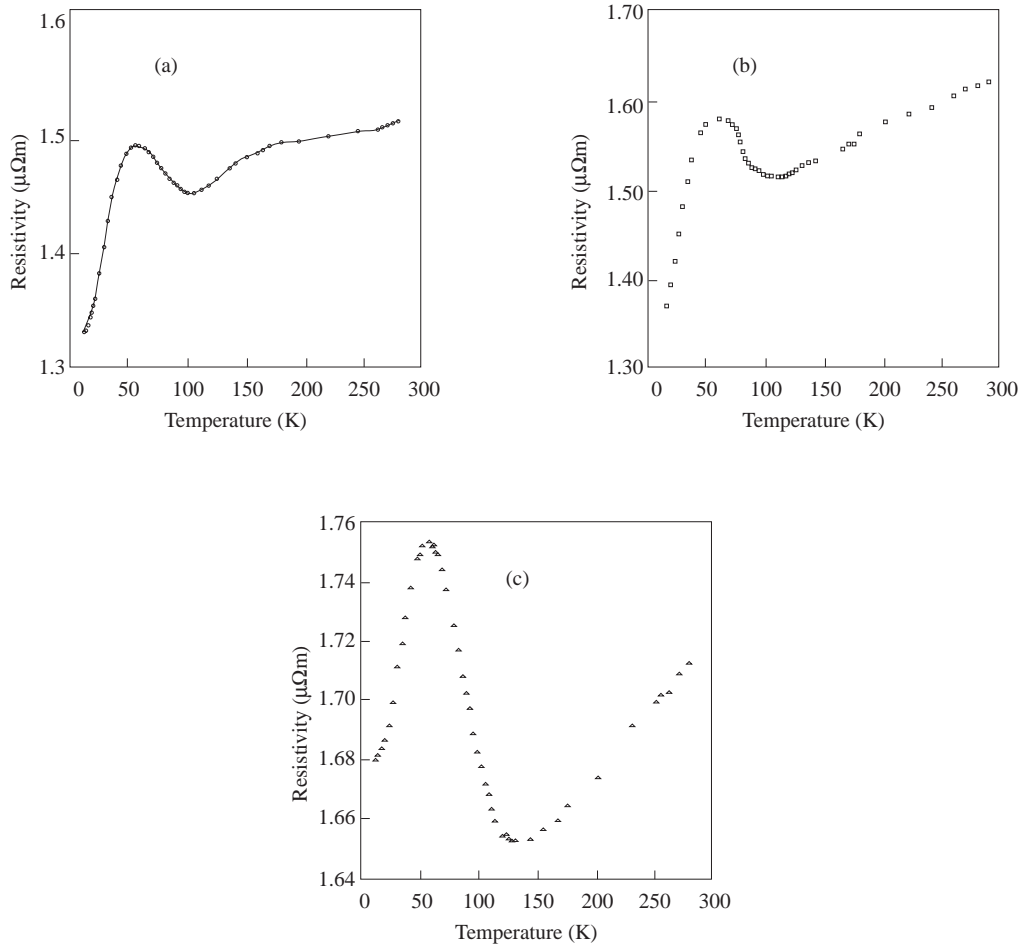 1.6
1.5
1.4
1.3
Resistivity (μΩm)
(a)
0 50 100 150 200 250 300
Temperature (K)
1.70
1.60
1.50
1.40
1.30
Resistivity (μΩm)
(b)
0 50 100 150 200 250 300
Temperature (K)
1.76
1.74
1.72
1.70
1.68
1.66
1.64
Resistivity (μΩm)
(c)
0 50 100 150 200 250 300
Temperature (K)